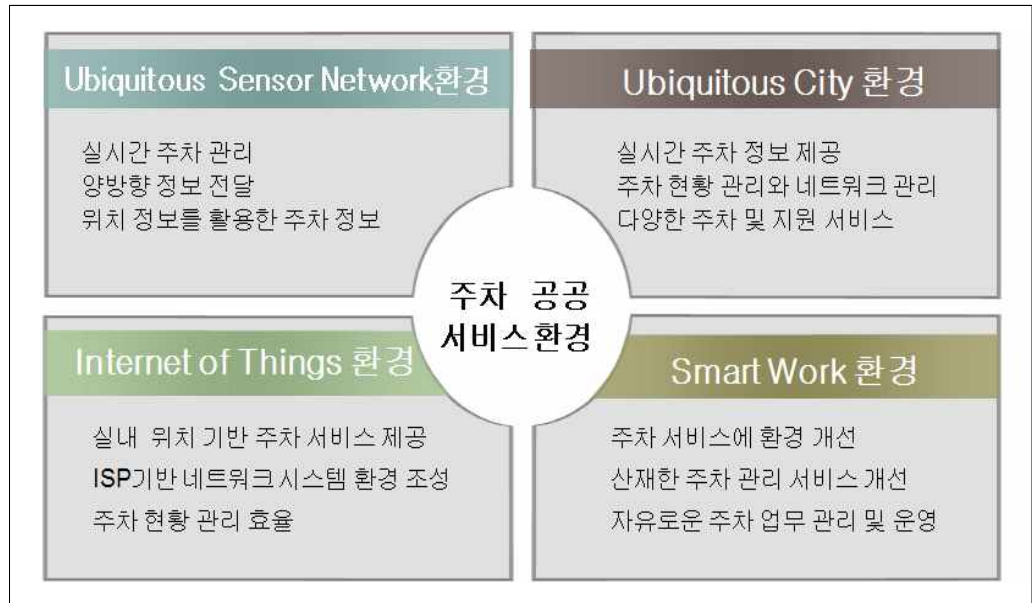 Ubiquitous Sensor Network환경
실시간 주차 관리
양방향 정보 전달
위치 정보를 활용한 주차 정보
Ubiquitous City 환경
실시간 주차 정보 제공
주차 현황 관리와 네트워크 관리
다양한 주차 및 지원 서비스
주차 공공
서비스환경
Internet of Things 환경
실내 위치 기반 주차 서비스 제공
ISP기반 네트워크 시스템 환경 조성
주차 현황 관리 효율
Smart Work 환경
주차 서비스에 환경 개선
산재한 주차 관리 서비스 개선
자유로운 주차 업무 관리 및 운영